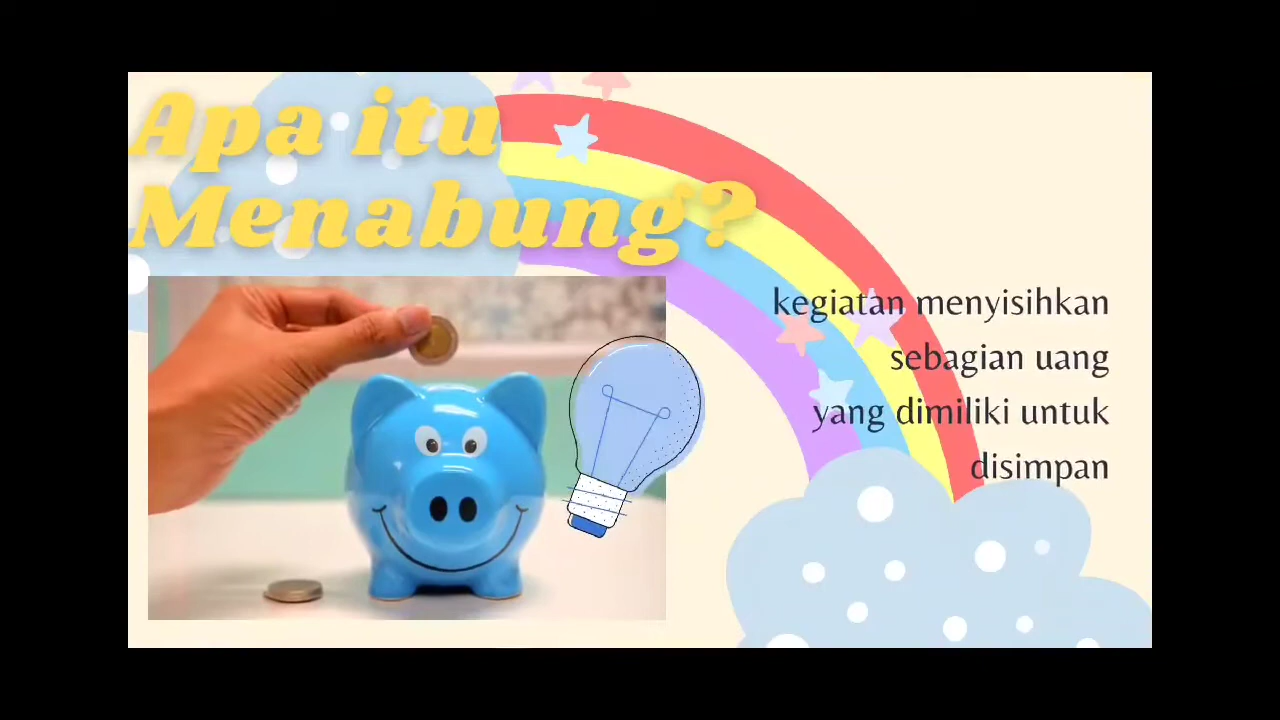 Apa itu
Menabung?
kegiatan menyisihkan
sebagian uang
yang dimiliki untuk
disimpan